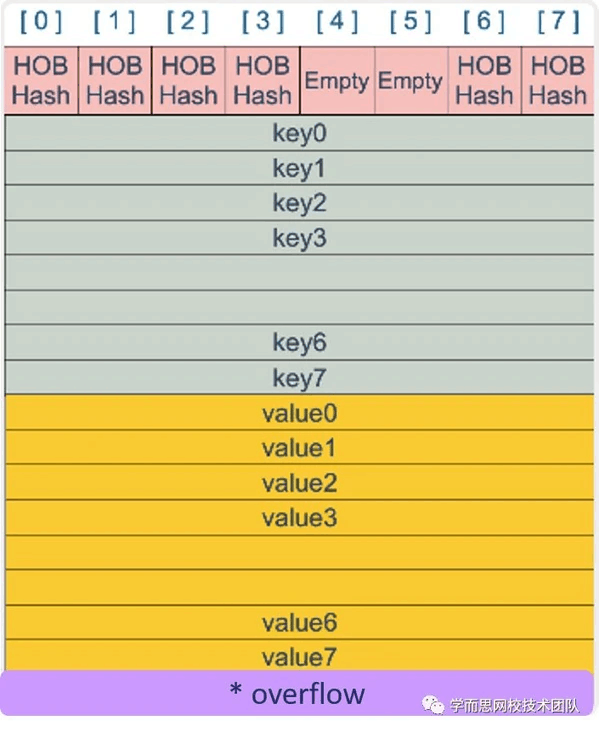 [0] [1] [2] [3] [4] [5] [6] [7]
HOB Hash HOB Hash HOB Hash HOB Hash Empty Empty HOB Hash HOB Hash
key0
key1
key2
key3
key6
key7
value0
value1
value2
value3
value6
value7
* overflow
学而思网校技术团队